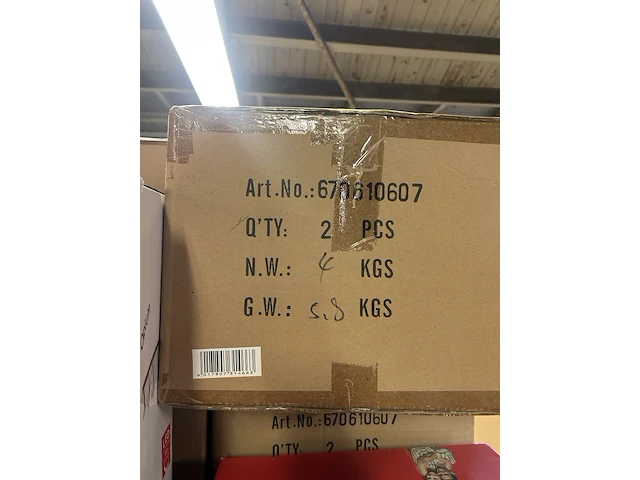 Art.No.:670610607
Q'TY: 2 PCS
N.W.: 4 KGS
G.W.: 5.8 KGS
Art.No.:670610607
Q'TY: 2 PCS